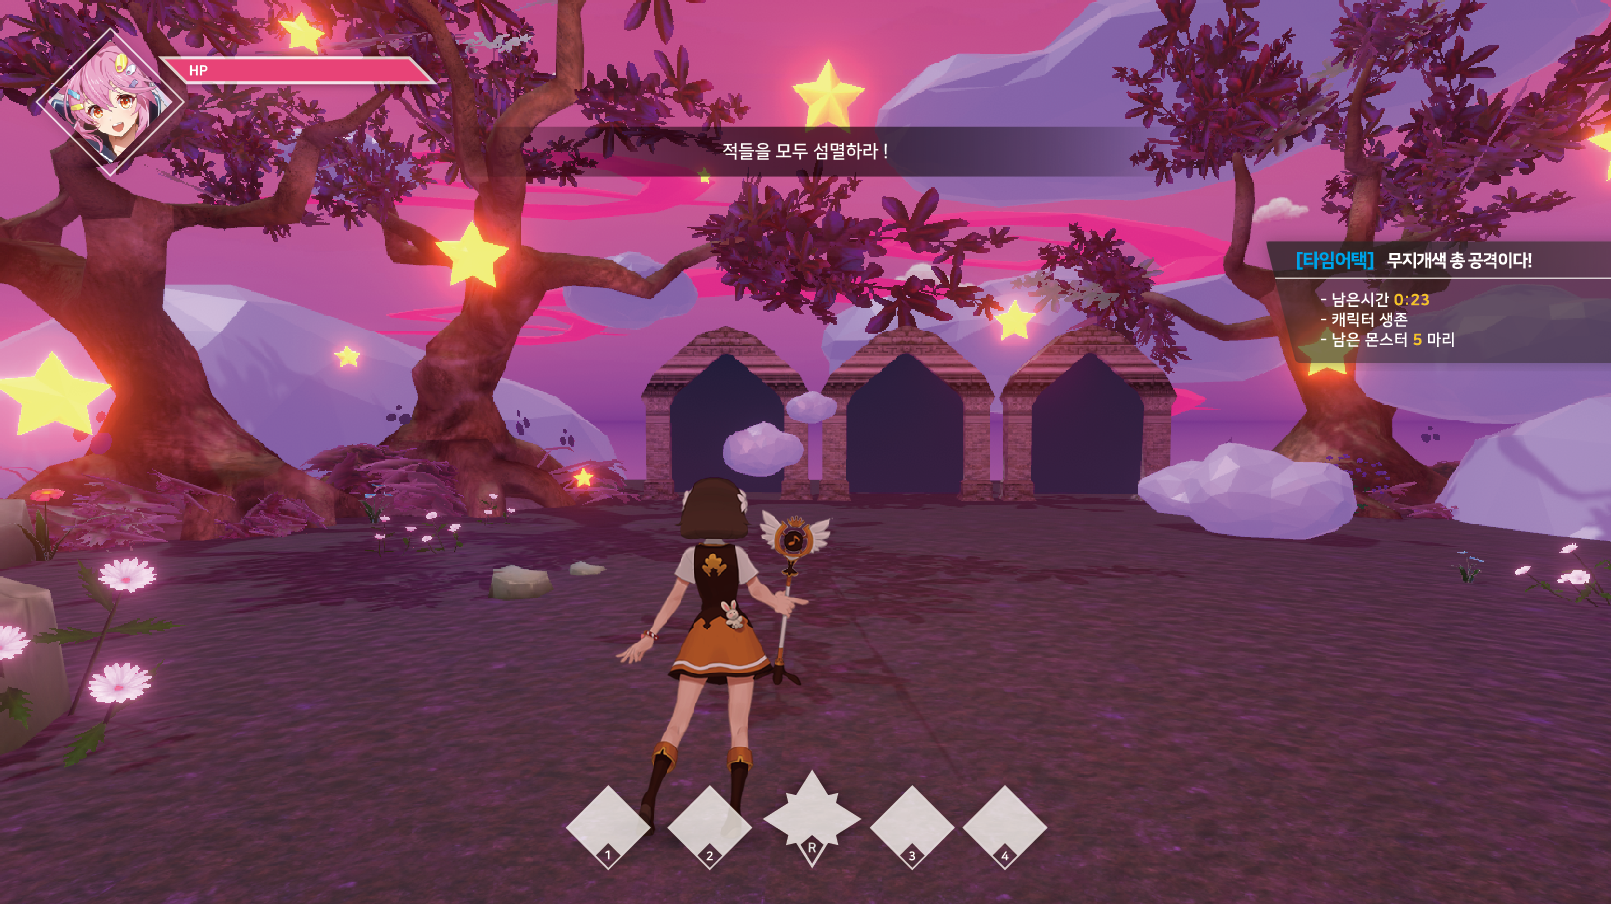 HP
적들을 모두 섬멸하라 !
[타임어택] 무지개색 총 공격이다!
- 남은시간 0:23
- 캐릭터 생존
- 남은 몬스터 5 마리
1
2
R
3
4